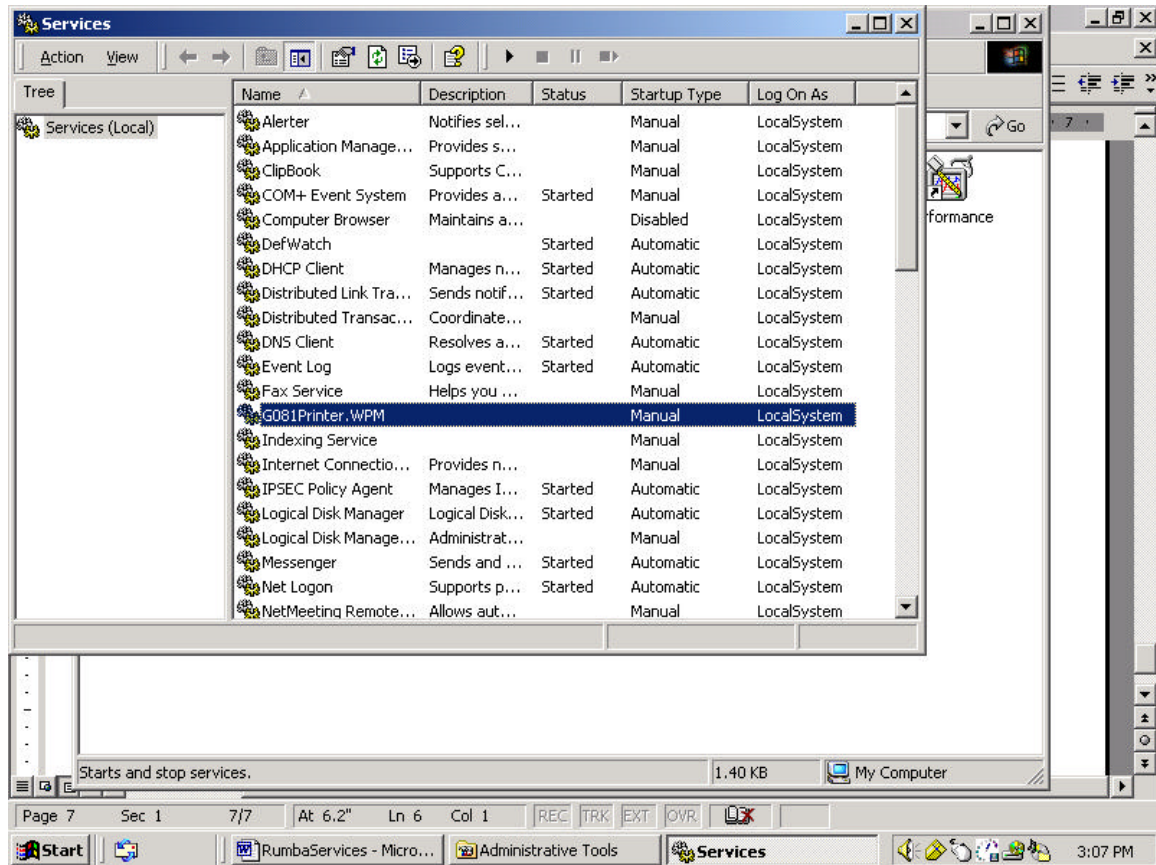 Services
Action View
Tree
Name Description Status Startup Type Log On As
Services (Local)
Alerter Notifies sel... Manual LocalSystem
Application Manage... Provides s... Manual LocalSystem
ClipBook Supports C... Manual LocalSystem
COM+ Event System Provides a... Started Manual LocalSystem
Computer Browser Maintains a... Disabled LocalSystem
DefWatch Started Automatic LocalSystem
DHCP Client Manages n... Started Automatic LocalSystem
Distributed Link Tra... Sends notif... Started Automatic LocalSystem
Distributed Transac... Coordinate... Manual LocalSystem
DNS Client Resolves a... Started Automatic LocalSystem
Event Log Logs event... Started Automatic LocalSystem
Fax Service Helps you ... Manual LocalSystem
G081Printer.WPM Manual LocalSystem
Indexing Service Manual LocalSystem
Internet Connectio... Provides n... Manual LocalSystem
IPSEC Policy Agent Manages I... Started Automatic LocalSystem
Logical Disk Manager Logical Disk... Started Automatic LocalSystem
Logical Disk Manage... Administrat... Manual LocalSystem
Messenger Sends and ... Started Automatic LocalSystem
Net Logon Supports p... Started Automatic LocalSystem
NetMeeting Remote... Allows aut... Manual LocalSystem
Go
7
formance
Starts and stop services. 1.40 KB My Computer
Page 7 Sec 1 7/7 At 6.2" Ln 6 Col 1 REC TRK EXT OVR
Start RumbaServices - Micro... Administrative Tools Services 3:07 PM